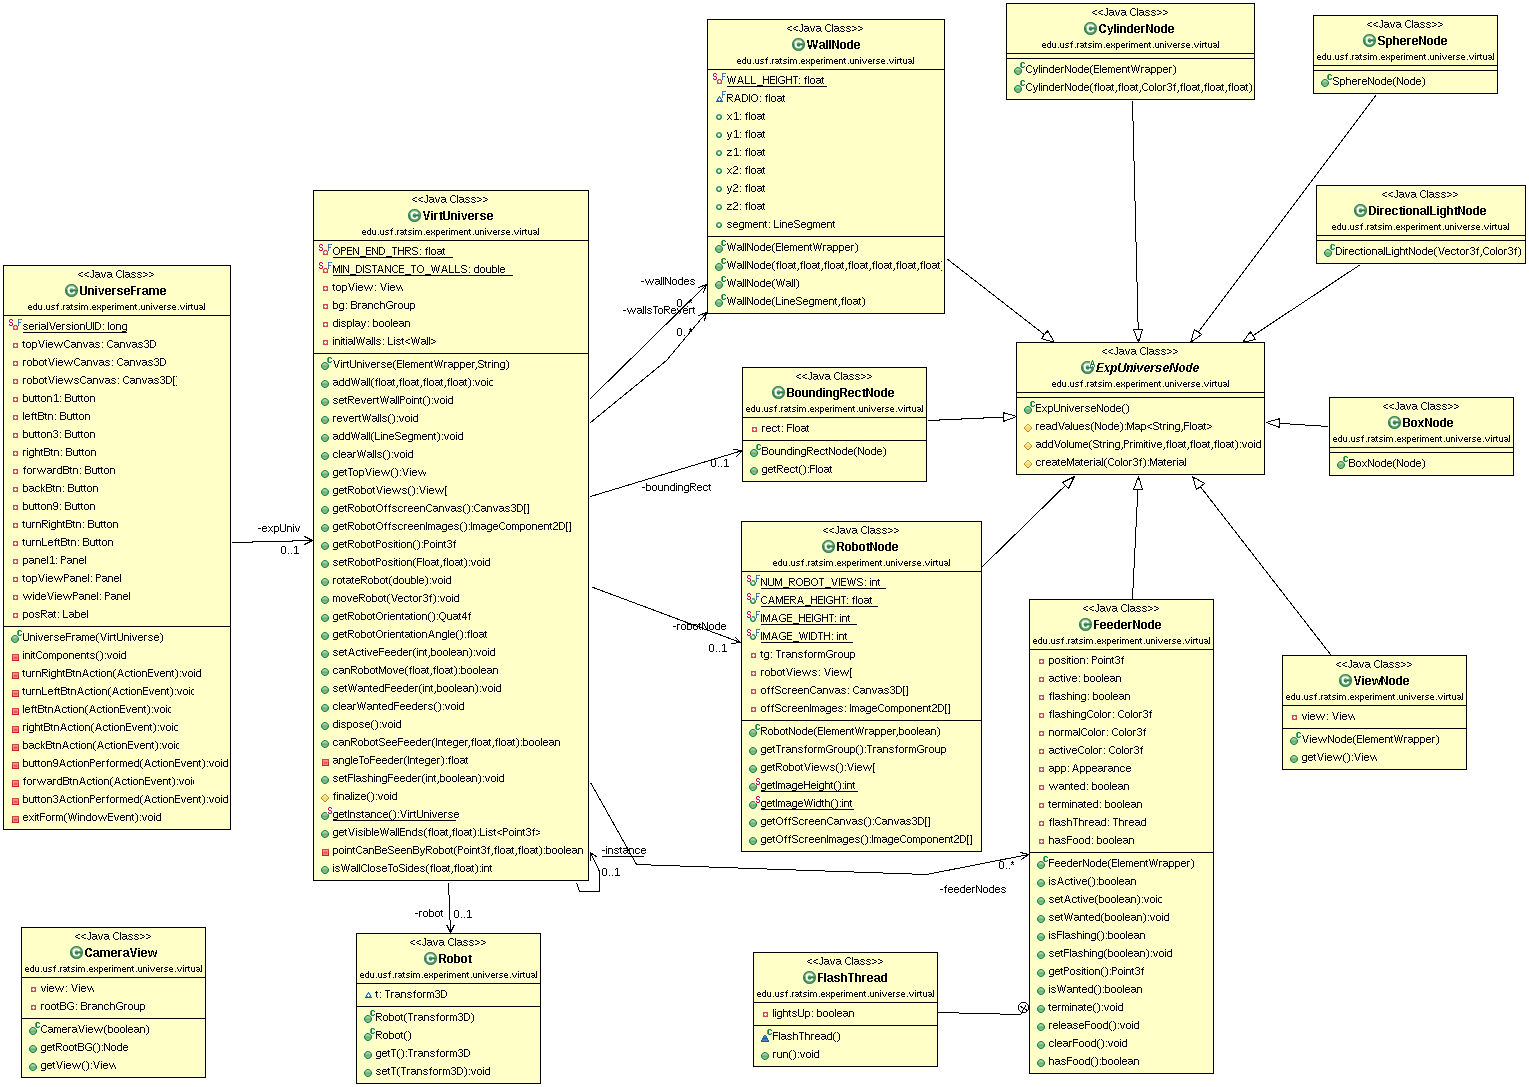 <<Java Class>>
UniverseFrame
edu.usf.ratsim.experiment.universe.virtual
serialVersionUID: long
topViewCanvas: Canvas3D
robotViewCanvas: Canvas3D
robotViewsCanvas: Canvas3D[
button1: Button
leftBtn: Button
button3: Button
rightBtn: Button
forwardBtn: Button
backBtn: Button
button9: Button
turnRightBtn: Button
turnLeftBtn: Button
panel1: Panel
topViewPanel: Panel
wideViewPanel: Panel
posRat: Label
UniverseFrame(VirtUniverse)
initComponents():void
turnRightBtnAction(ActionEvent):void
turnLeftBtnAction(ActionEvent):voic
leftBtnAction(ActionEvent):voic
rightBtnAction(ActionEvent):voic
backBtnAction(ActionEvent):voic
button9ActionPerformed(ActionEvent):void
forwardBtnAction(ActionEvent):voic
button3ActionPerformed(ActionEvent):void
exitForm(WindowEvent):void
-expUniv
0..1
<<Java Class>>
VirtUniverse
edu.usf.ratsim.experiment.universe.virtual
OPEN_END_THRS: float
MIN_DISTANCE_TO_WALLS: double
topView: View
bg: BranchGroup
display: boolean
initialWalls: List<Wall>
VirtUniverse(ElementWrapper,String)
addWall(float,float,float,float):voic
setRevertWallPoint():void
revertWalls():void
addWall(LineSegment):void
clearWalls():void
getTopView():View
getRobotViews():View[
getRobotOffscreenCanvas():Canvas3D[]
getRobotOffscreenImages():ImageComponent2D[]
getRobotPosition():Point3f
setRobotPosition(Float,float):void
rotateRobot(double):void
moveRobot(Vector3f):void
getRobotOrientation():Quat4f
getRobotOrientationAngle():float
setActiveFeeder(int,boolean):void
canRobotMove(float,float):boolean
setWantedFeeder(int,boolean):void
clearWantedFeeders():void
dispose():void
canRobotSeeFeeder(Integer,float,float):boolean
angleToFeeder(Integer):float
setFlashingFeeder(int,boolean):void
finalize():void
getInstance():VirtUniverse
getVisibleWallEnds(float,float):List<Point3f>
pointCanBeSeenByRobot(Point3f,float,float):boolean
isWallCloseToSides(float,float):int
-wallNodes
0..*
-wallsToRevert
0..*
-boundingRect
0..1
-robotNode
0..1
-instance
0..1
-feederNodes
0..*
-robot
0..1
<<Java Class>>
WallNode
edu.usf.ratsim.experiment.universe.virtual
WALL_HEIGHT: float
RADIO: float
x1: float
y1: float
z1: float
x2: float
y2: float
z2: float
segment: LineSegment
WallNode(ElementWrapper)
WallNode(float,float,float,float,float,float,float)
WallNode(Wall)
WallNode(LineSegment,float)
<<Java Class>>
CylinderNode
edu.usf.ratsim.experiment.universe.virtual
CylinderNode(ElementWrapper)
CylinderNode(float,float,Color3f,float,float,float)
<<Java Class>>
SphereNode
edu.usf.ratsim.experiment.universe.virtual
SphereNode(Node)
<<Java Class>>
DirectionalLightNode
edu.usf.ratsim.experiment.universe.virtual
DirectionalLightNode(Vector3f,Color3f)
<<Java Class>>
ExpUniverseNode
edu.usf.ratsim.experiment.universe.virtual
ExpUniverseNode()
readValues(Node):Map<String,Float>
addVolume(String,Primitive,float,float,float):void
createMaterial(Color3f):Material
<<Java Class>>
BoundingRectNode
edu.usf.ratsim.experiment.universe.virtual
rect: Float
BoundingRectNode(Node)
getRect():Float
<<Java Class>>
BoxNode
edu.usf.ratsim.experiment.universe.virtual
BoxNode(Node)
<<Java Class>>
RobotNode
edu.usf.ratsim.experiment.universe.virtual
NUM_ROBOT_VIEWS: int
CAMERA_HEIGHT: float
IMAGE_HEIGHT: int
IMAGE_WIDTH: int
tg: TransformGroup
robotViews: View[
offScreenCanvas: Canvas3D[]
offScreenImages: ImageComponent2D[]
RobotNode(ElementWrapper,boolean)
getTransformGroup():TransformGroup
getRobotViews():View[
getImageHeight():int
getImageWidth():int
getOffScreenCanvas():Canvas3D[]
getOffScreenImages():ImageComponent2D[]
<<Java Class>>
FeederNode
edu.usf.ratsim.experiment.universe.virtual
position: Point3f
active: boolean
flashing: boolean
flashingColor: Color3f
normalColor: Color3f
activeColor: Color3f
app: Appearance
wanted: boolean
terminated: boolean
flashThread: Thread
hasFood: boolean
FeederNode(ElementWrapper)
isActive():boolean
setActive(boolean):voic
setWanted(boolean):void
isFlashing():boolean
setFlashing(boolean):void
getPosition():Point3f
isWanted():boolean
terminate():void
releaseFood():void
clearFood():void
hasFood():boolean
<<Java Class>>
ViewNode
edu.usf.ratsim.experiment.universe.virtual
view: View
ViewNode(ElementWrapper)
getView():View
<<Java Class>>
CameraView
edu.usf.ratsim.experiment.universe.virtual
view: View
rootBG: BranchGroup
CameraView(boolean)
getRootBG():Node
getView():View
<<Java Class>>
Robot
edu.usf.ratsim.experiment.universe.virtual
t: Transform3D
Robot(Transform3D)
Robot()
getT():Transform3D
setT(Transform3D):void
<<Java Class>>
FlashThread
edu.usf.ratsim.experiment.universe.virtual
lightsUp: boolean
FlashThread()
run():void